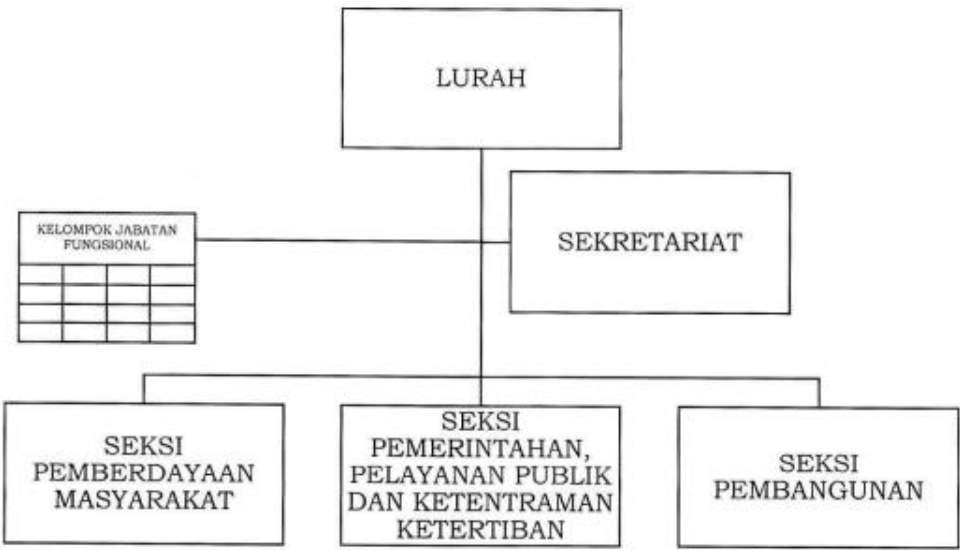 LURAH
KELOMPOK JABATAN
FUNGSIONAL
SEKRETARIAT
SEKSI
PEMBERDAYAAN
MASYARAKAT
SEKSI
PEMERINTAHAN,
PELAYANAN PUBLIK
DAN KETENTRAMAN
KETERTIBAN
SEKSI
PEMBANGUNAN